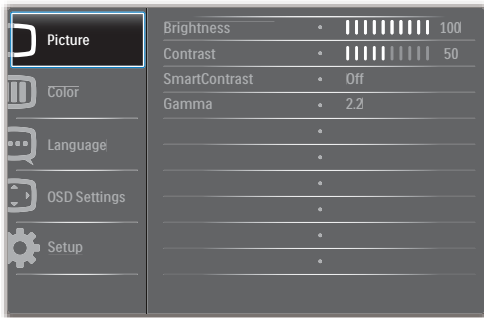 Picture
Color
Language
OSD Settings
Setup
Brightness 100
Contrast 50
SmartContrast Off
Gamma 2.2